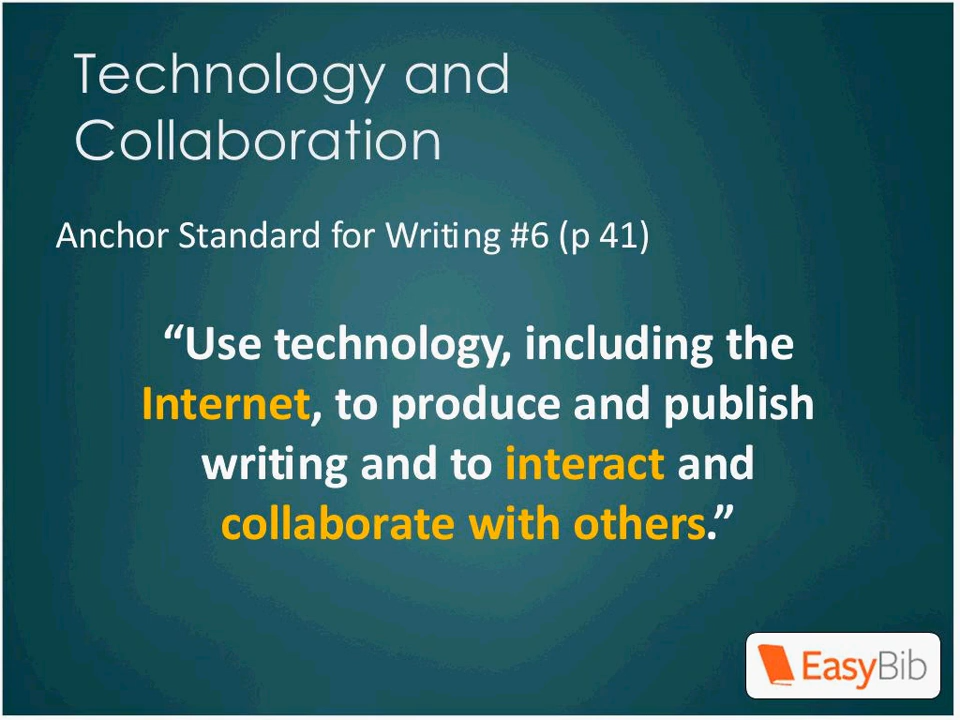 Technology and
Collaboration
Anchor Standard for Writing #6 (p 41)
“Use technology, including the
Internet, to produce and publish
writing and to interact and
collaborate with others.”
EasyBib